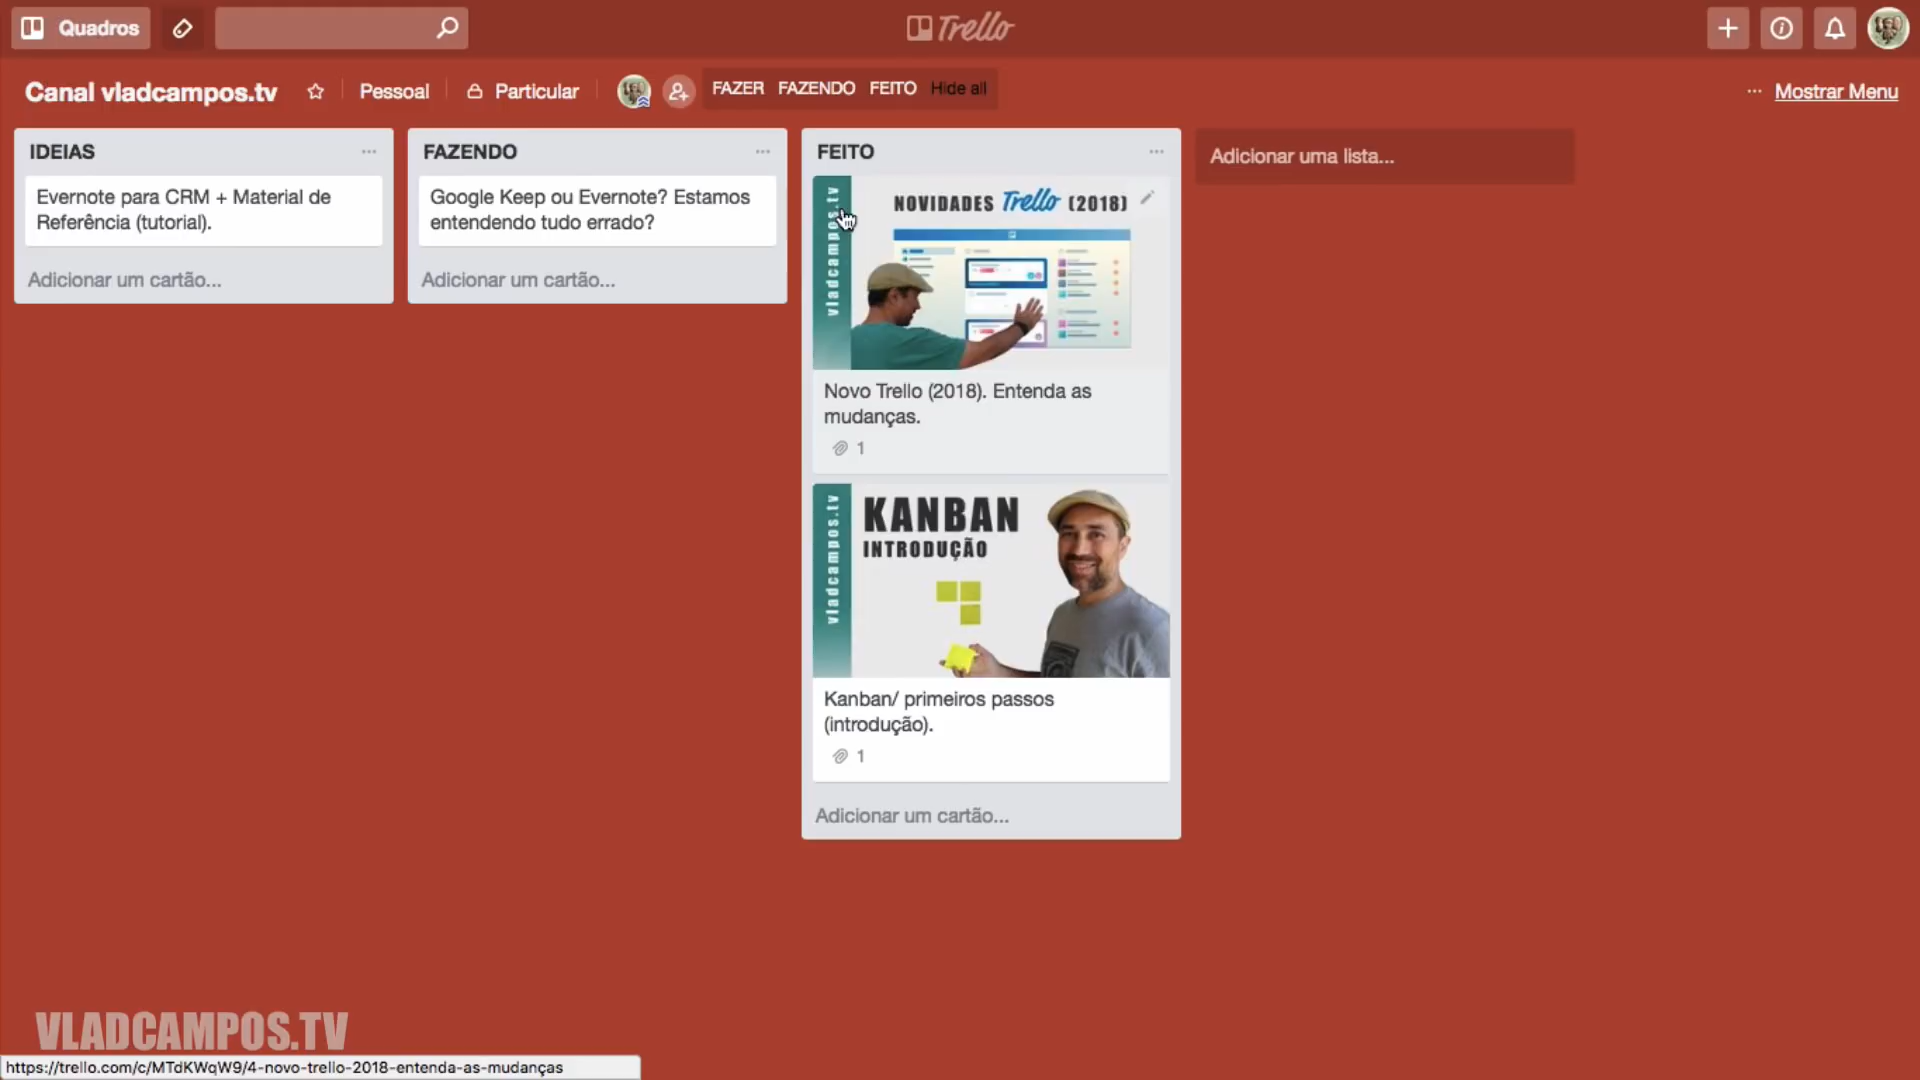 Quadros
Trello
Canal vladcampos.tv
Pessoal
Particular
FAZER FAZENDO FEITO Hide all
... Mostrar Menu
IDEIAS
Evernote para CRM + Material de
Referência (tutorial).
Adicionar um cartão...
FAZENDO
Google Keep ou Evernote? Estamos
entendendo tudo errado?
Adicionar um cartão...
FEITO
vladcampos.tv
NOVIDADES Trello (2018)
Novo Trello (2018). Entenda as
mudanças.
1
vladcampos.tv
KANBAN
INTRODUÇÃO
Kanban/ primeiros passos
(introdução).
1
Adicionar um cartão...
Adicionar uma lista...
VLADCAMPOS.TV
https://trello.com/c/MTdKWqW9/4-novo-trello-2018-entenda-as-mudanças